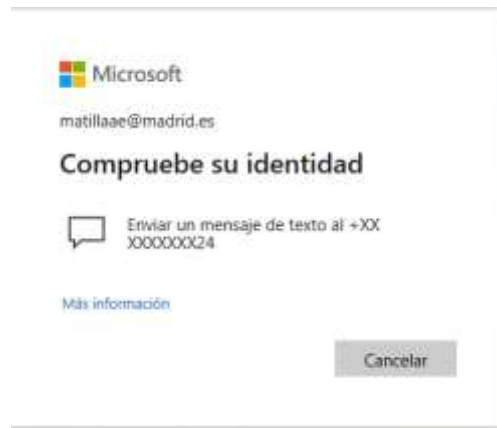 Microsoft
matillaae@madrid.es
Compruebe su identidad
Enviar un mensaje de texto al +XX
XXXXXXX24
Más información
Cancelar